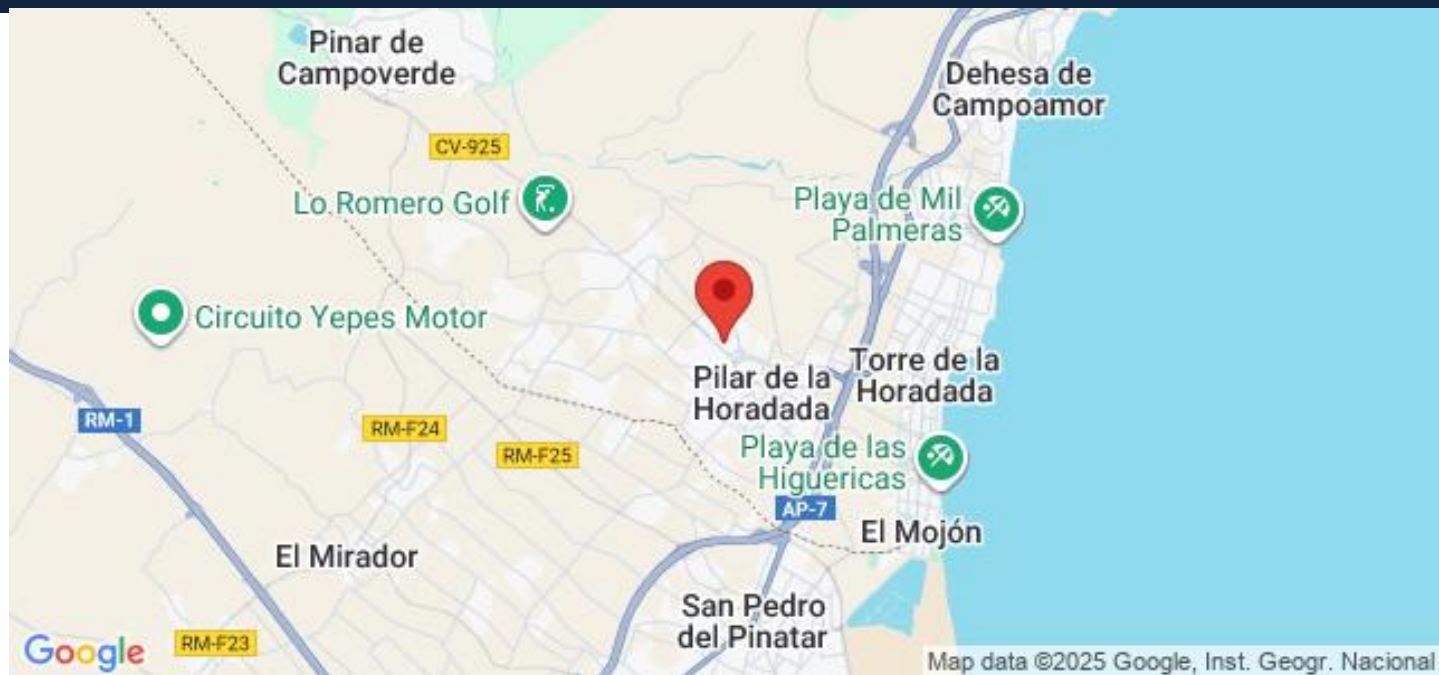 Pinar de
Campoverde
Dehesa de
Campoamor
CV-925
Lo Romero Golf
Playa de Mil
Palmeras
Circuito Yepes Motor
Torre de la
Horadada
Pilar de la
Horadada
RM-1
RM-F24
RM-F25
Playa de las
Higuericas
AP-7
El Mojón
El Mirador
San Pedro
del Pinatar
RM-F23
Google
Map data ©2025 Google, Inst. Geogr. Nacional